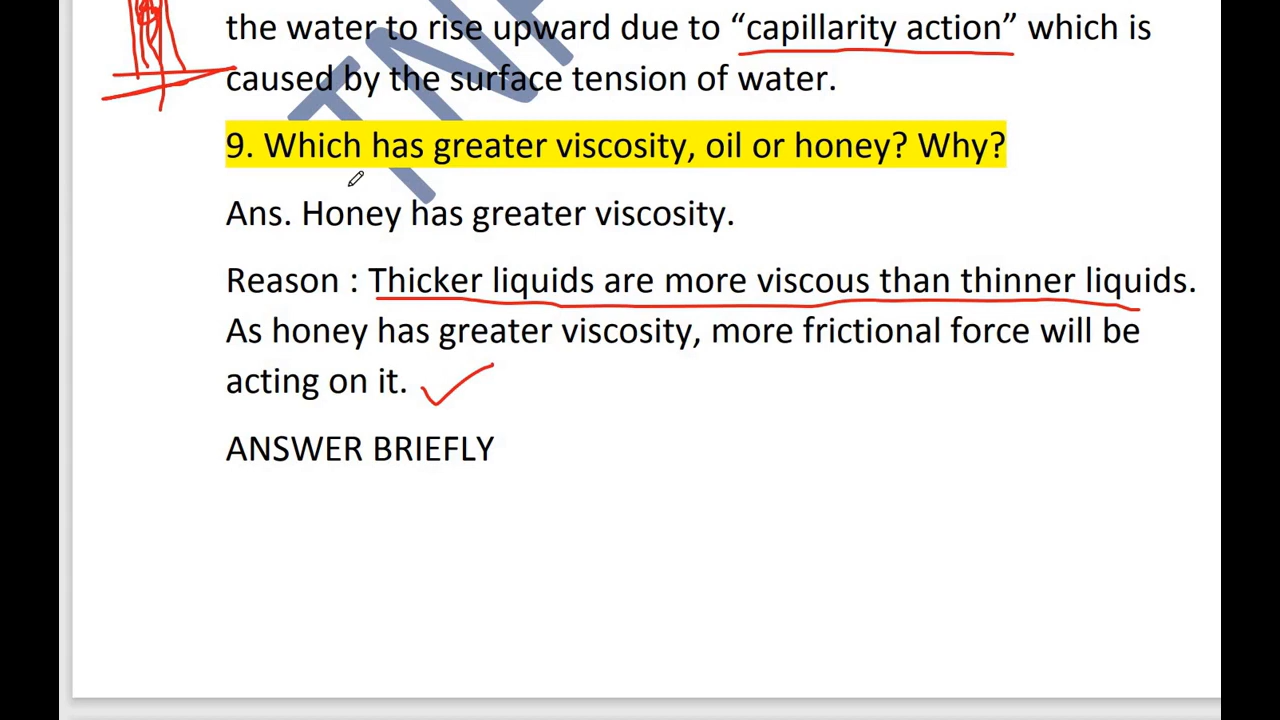 the water to rise upward due to “capillarity action” which is
caused by the surface tension of water.
9. Which has greater viscosity, oil or honey? Why?
Ans. Honey has greater viscosity.
Reason : Thicker liquids are more viscous than thinner liquids.
As honey has greater viscosity, more frictional force will be
acting on it.
ANSWER BRIEFLY